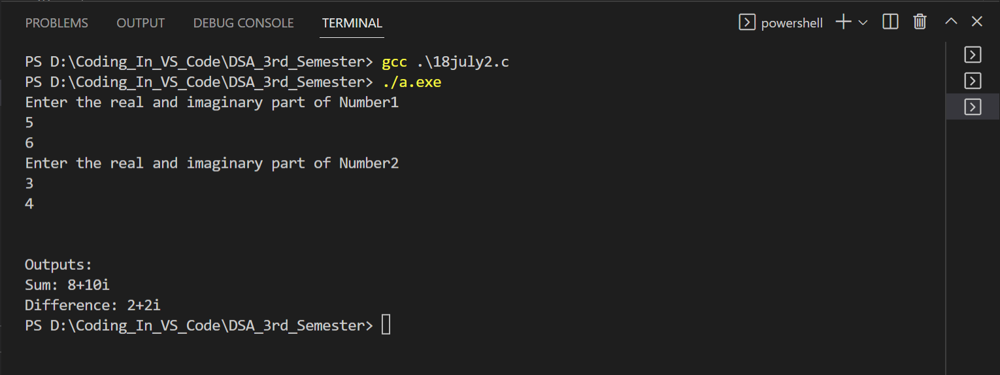 PROBLEMS OUTPUT DEBUG CONSOLE TERMINAL powershell
PS D:\Coding_In_VS_Code\DSA_3rd_Semester> gcc .\18july2.c
PS D:\Coding_In_VS_Code\DSA_3rd_Semester> ./a.exe
Enter the real and imaginary part of Number1
5
6
Enter the real and imaginary part of Number2
3
4
Outputs:
Sum: 8+10i
Difference: 2+2i
PS D:\Coding_In_VS_Code\DSA_3rd_Semester>